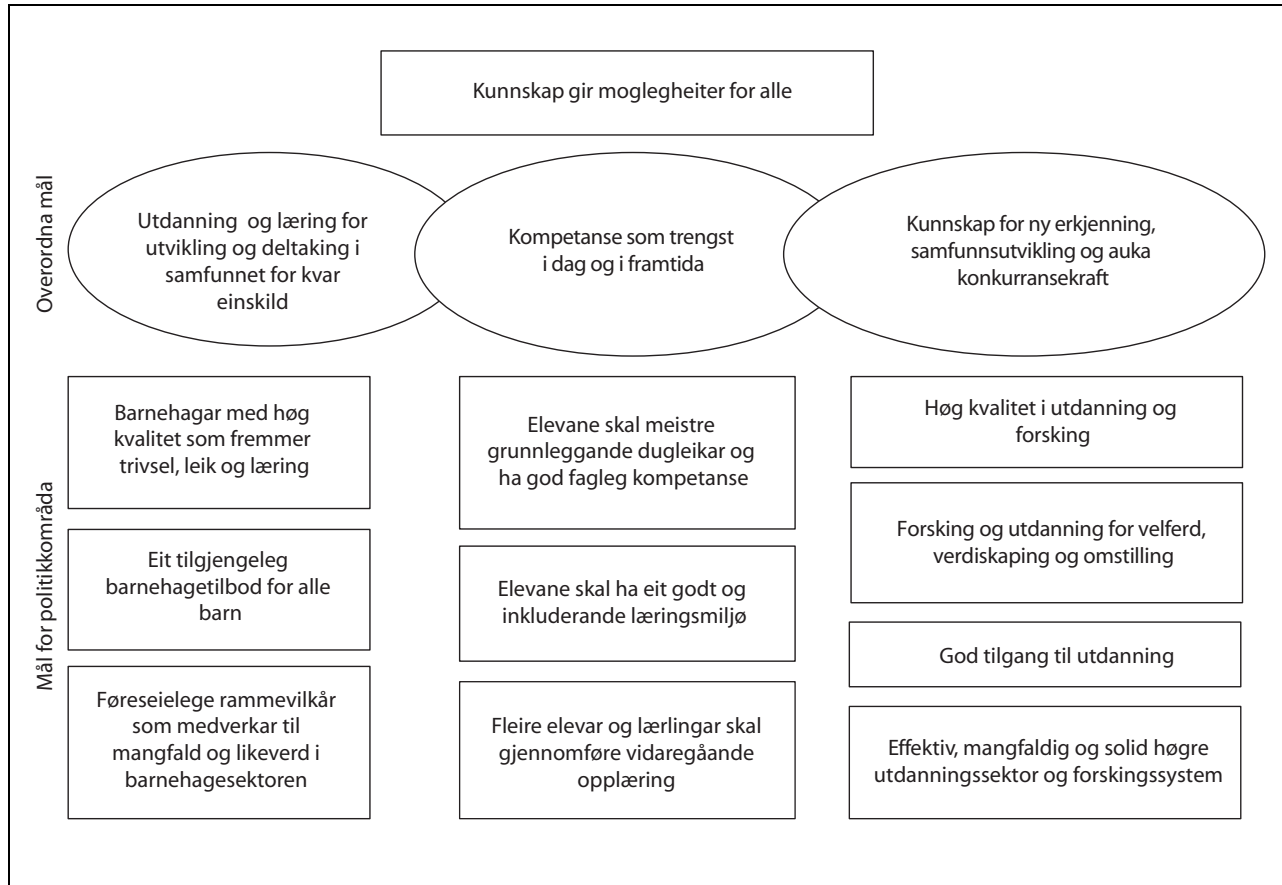 Kunnskap gir moglegheiter for alle
Overordna mål
Utdanning og læring for
utvikling og deltaking i
samfunnet for kvar
einskild
Kompetanse som trengst
i dag og i framtida
Kunnskap for ny erkjenning,
samfunnsutvikling og auka
konkurransekraft
Mål for politikkområda
Barnehagar med høg
kvalitet som fremmer
trivsel, leik og læring
Eit tilgjengeleg
barnehagetilbod for alle
barn
Føreseielege rammevilkår
som medverkar til
mangfald og likeverd i
barnehagesektoren
Elevane skal meistre
grunnleggande dugleikar og
ha god fagleg kompetanse
Elevane skal ha eit godt og
inkluderande læringsmiljø
Fleire elevar og lærlingar skal
gjennomføre vidaregåande
opplæring
Høg kvalitet i utdanning og
forsking
Forsking og utdanning for velferd,
verdiskaping og omstilling
God tilgang til utdanning
Effektiv, mangfaldig og solid høgre
utdanningssektor og forskingssystem